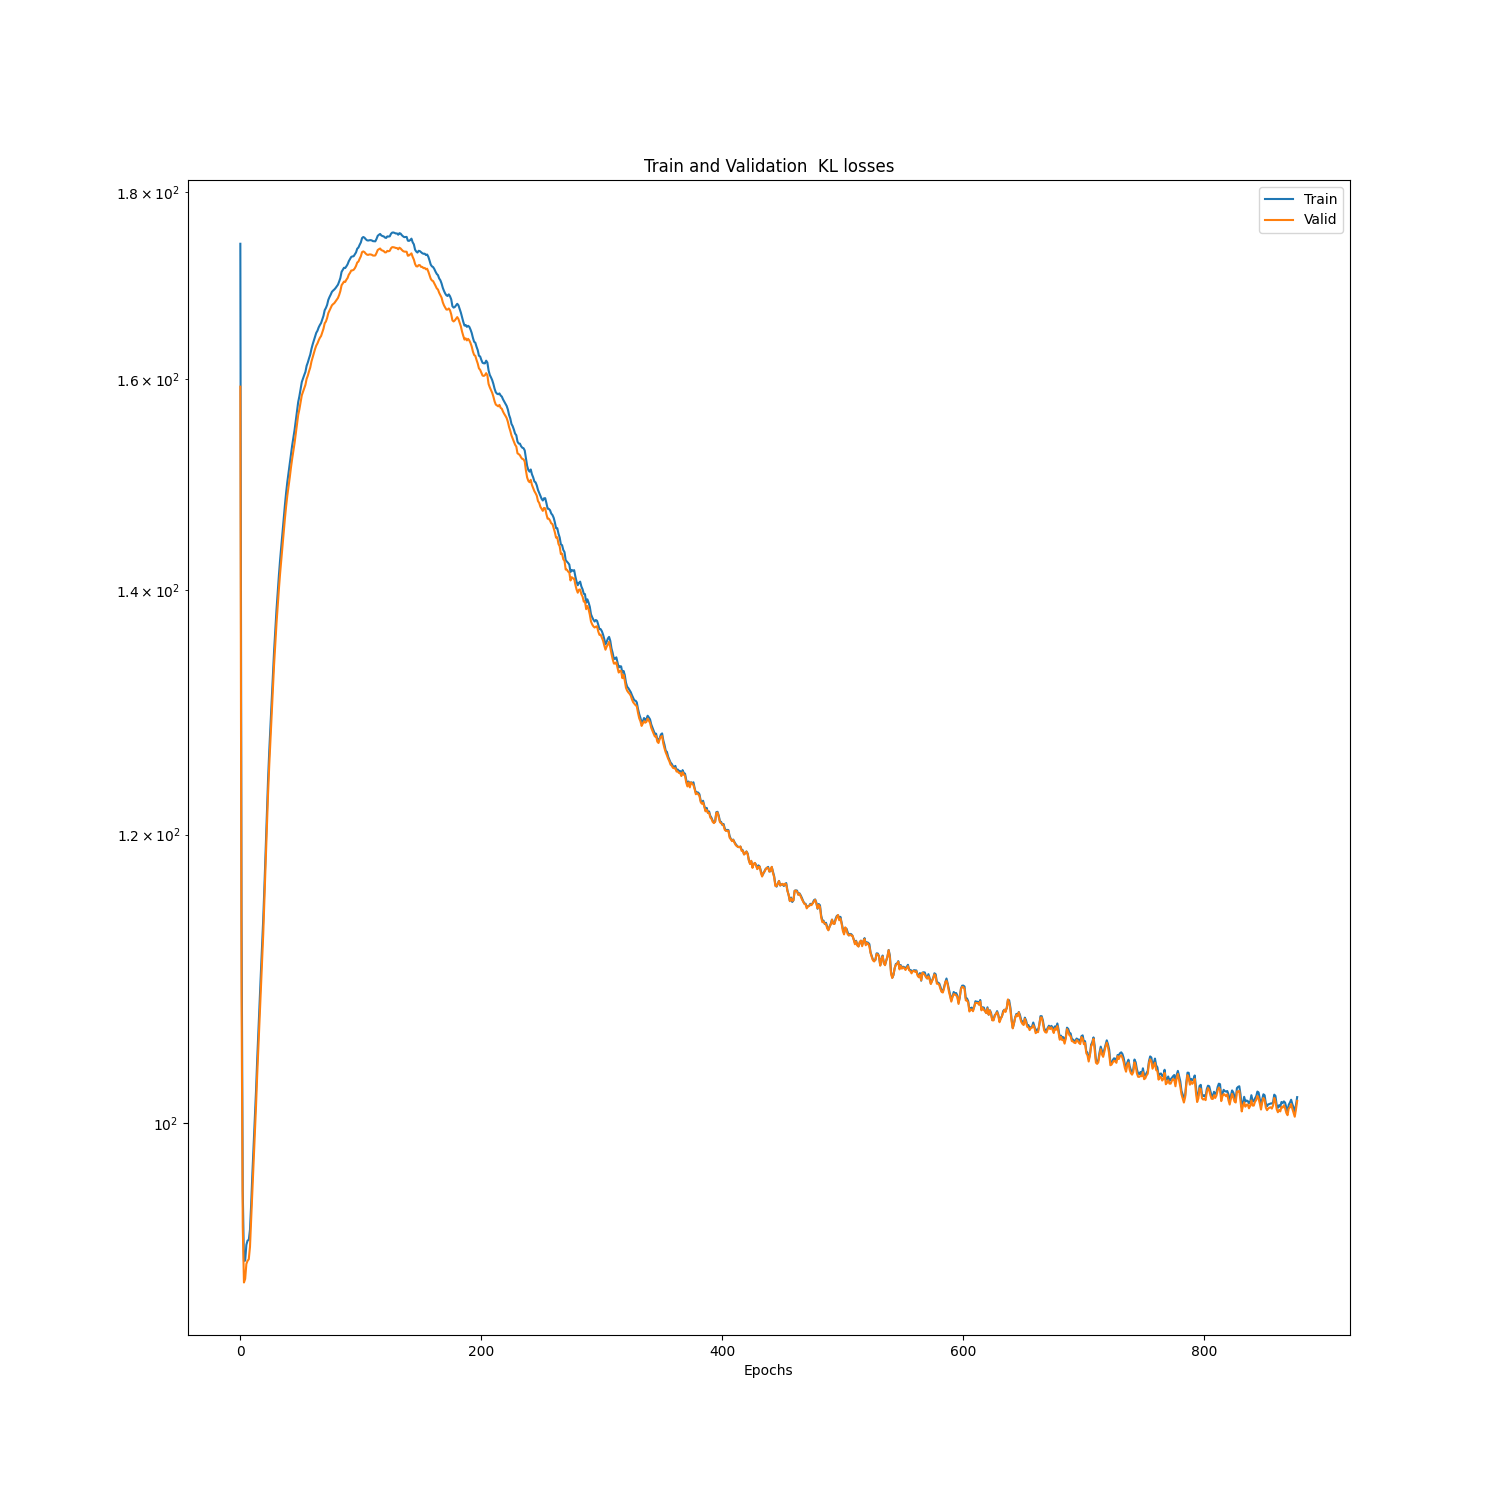 Train and Validation  KL losses
Train
Valid
1.8 × 10²
1.6 × 10²
1.4 × 10²
1.2 × 10²
10²
0 200 400 600 800
Epochs